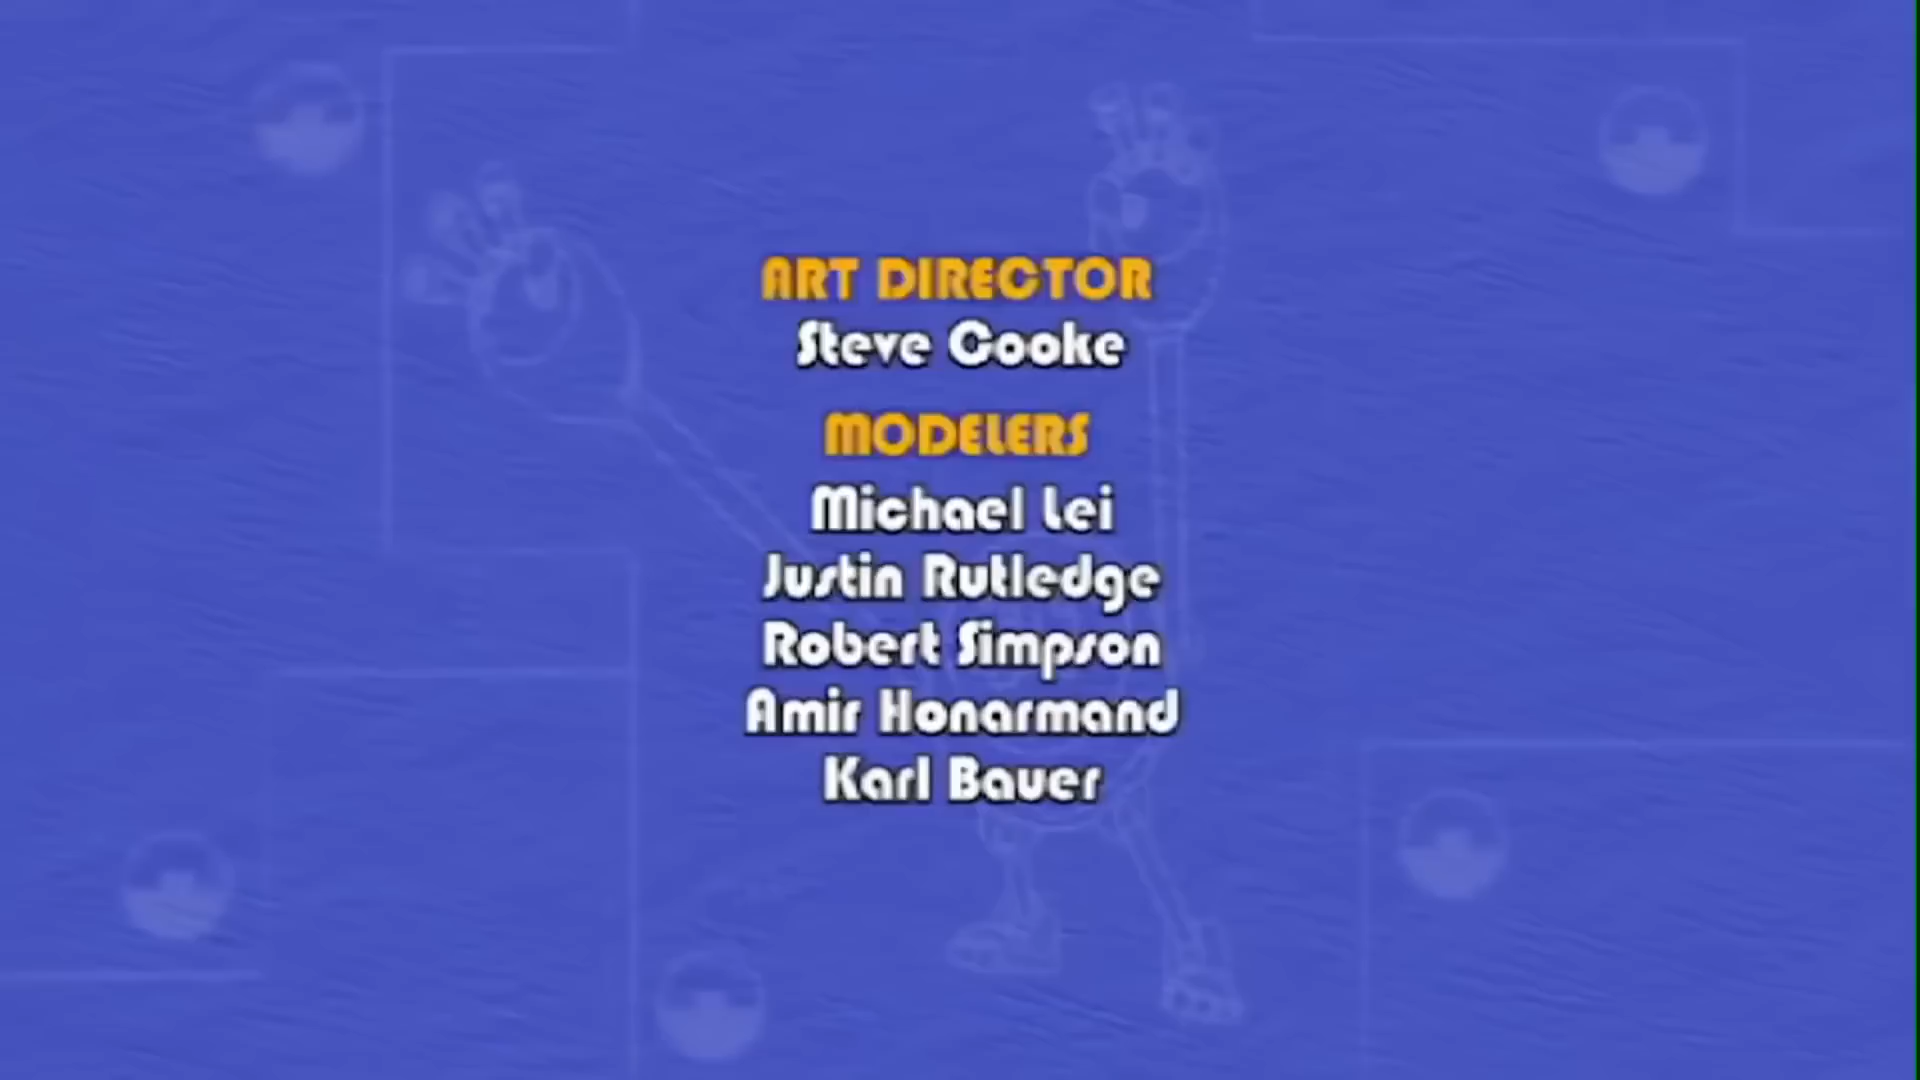 ART DIRECTOR
Steve Cooke
MODELERS
Michael Lei
Justin Rutledge
Robert Simpson
Amir Honarmand
Karl Bauer